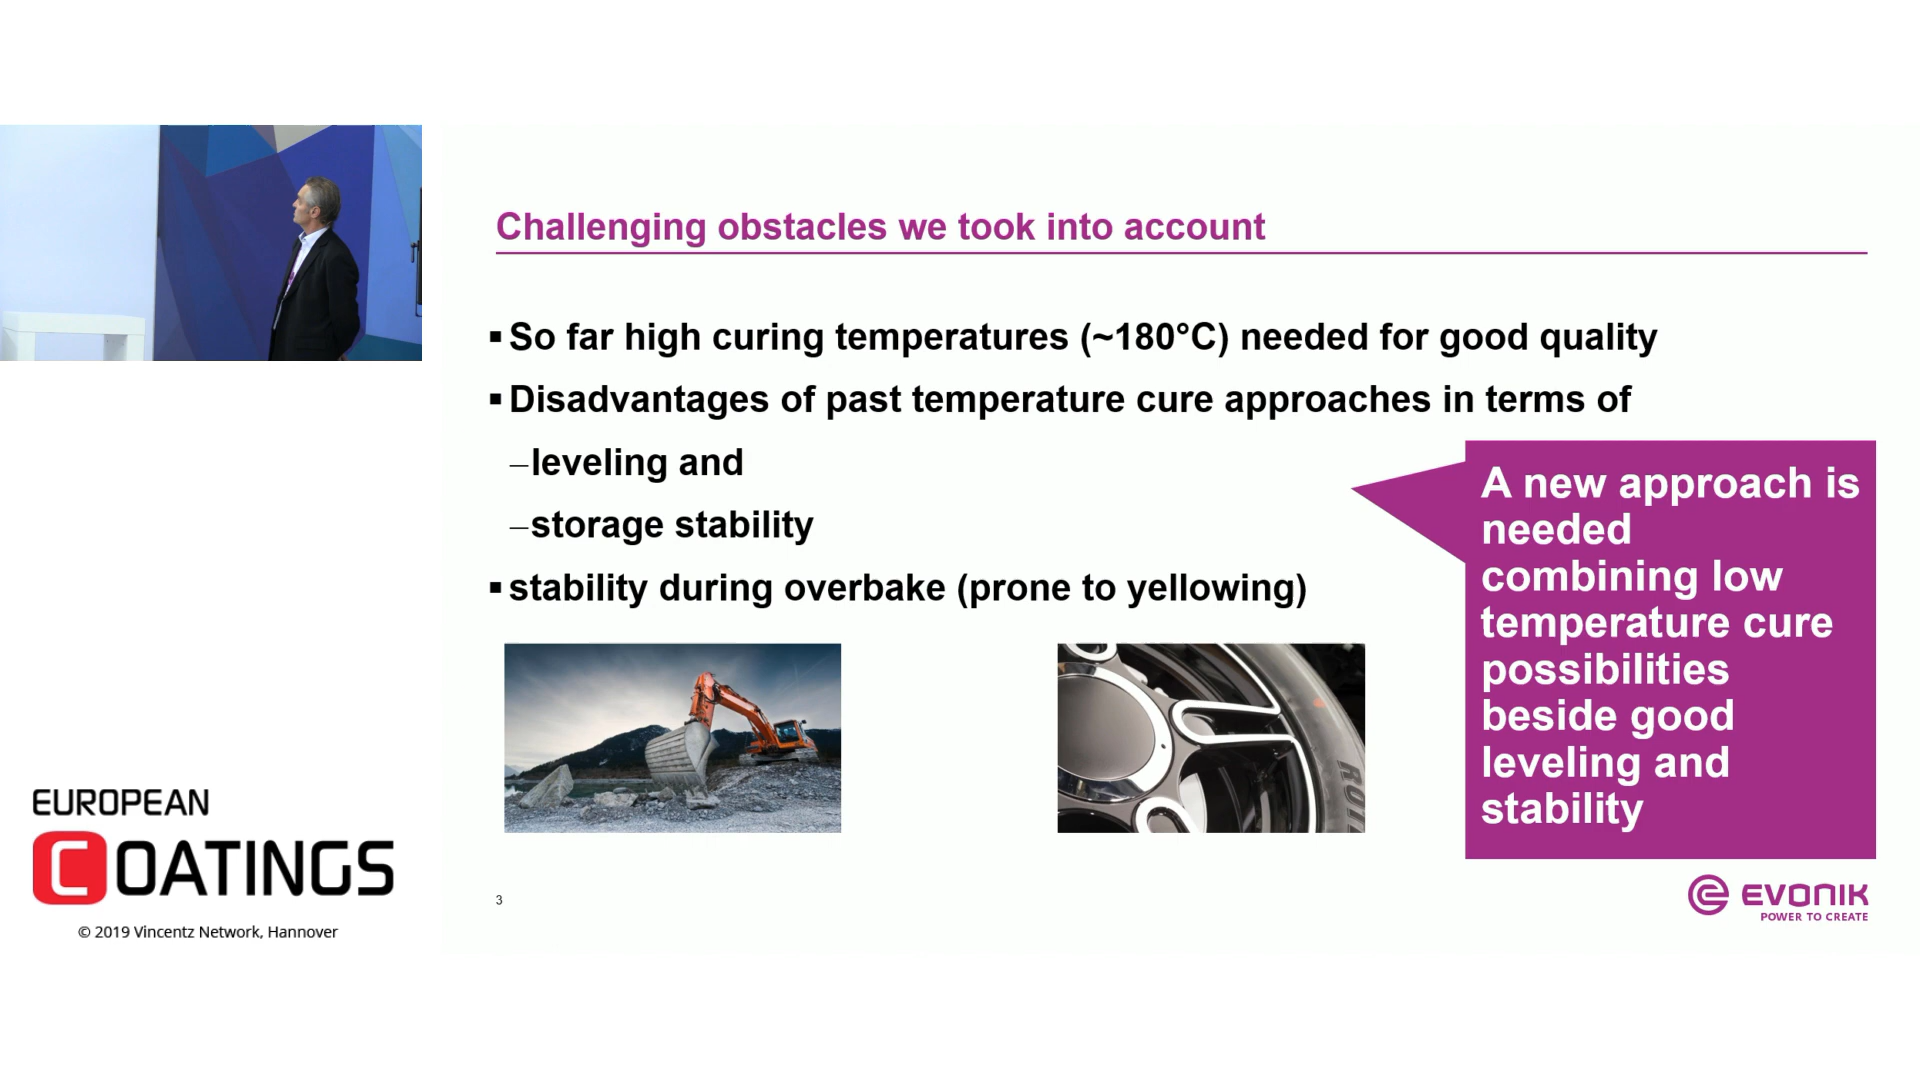 Challenging obstacles we took into account
▪ So far high curing temperatures (~180°C) needed for good quality
▪ Disadvantages of past temperature cure approaches in terms of
–leveling and
–storage stability
▪ stability during overbake (prone to yellowing)
A new approach is
needed
combining low
temperature cure
possibilities
beside good
leveling and
stability
EUROPEAN
COATINGS
© 2019 Vincentz Network, Hannover
3
EVONIK
POWER TO CREATE